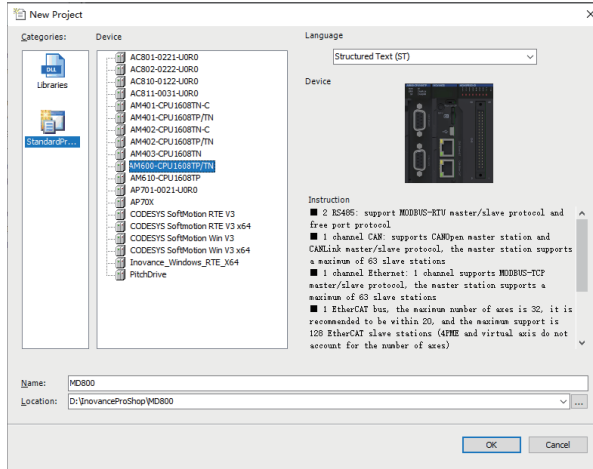 New Project
Categories:
Device
Language
DLL
Libraries
StandardPr...
AC801-0221-U0R0
AC802-0222-U0R0
AC810-0122-U0R0
AC811-0031-U0R0
AM401-CPU1608TN-C
AM401-CPU1608TP/TN
AM402-CPU1608TN-C
AM402-CPU1608TP/TN
AM403-CPU1608TN
AM600-CPU1608TP/TN
AM610-CPU1608TP
AP701-0021-U0R0
AP70X
CODESYS SoftMotion RTE V3
CODESYS SoftMotion RTE V3 x64
CODESYS SoftMotion Win V3
CODESYS SoftMotion Win V3 x64
Inovance_Windows_RTE_X64
PitchDrive
Structured Text (ST)
Device
Instruction
■ 2 RS485: support MODBUS-RTU master/slave protocol and
free port protocol
■ 1 channel CAN: supports CANOpen master station and
CANLink master/slave protocol, the master station supports
a maximum of 63 slave stations
■ 1 channel Ethernet: 1 channel supports MODBUS-TCP
master/slave protocol, the master station supports a
maximum of 63 slave stations
■ 1 EtherCAT bus, the maximum number of axes is 32, it is
recommended to be within 20, and the maximum support is
128 EtherCAT slave stations (4PME and virtual axis do not
account for the number of axes)
Name:
MD800
Location:
D:\InovanceProShop\MD800
...
OK
Cancel